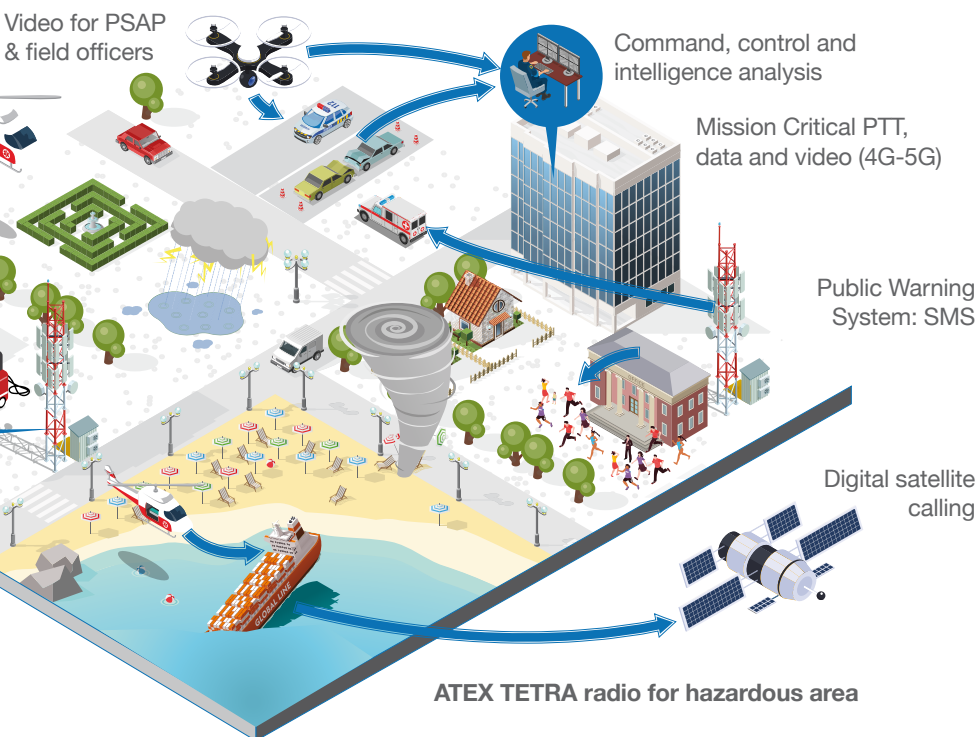 Video for PSAP
& field officers
Command, control and
intelligence analysis
Mission Critical PTT,
data and video (4G-5G)
112
Public Warning
System: SMS
Digital satellite
calling
GLOBAL LINE
ATEX TETRA radio for hazardous area